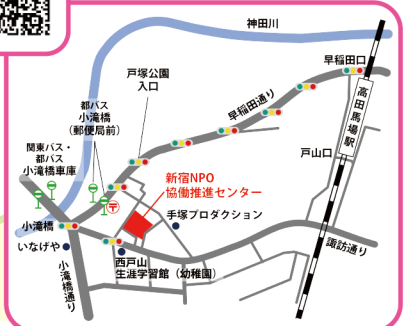 神田川
早稲田口
戸塚公園
入口
早稲田通り
高田馬場駅
都バス
小滝橋
（郵便局前）
戸山口
関東バス・
都バス
小滝橋車庫
新宿NPO
協働推進センター
手塚プロダクション
小滝橋
いなげや
西戸山
生涯学習館（幼稚園）
諏訪通り
小滝橋通り